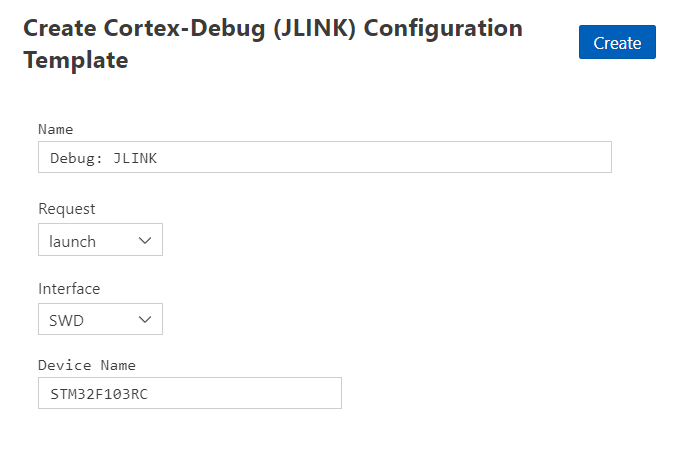 Create Cortex-Debug (JLINK) Configuration
Template
Create
Name
Debug: JLINK
Request
launch
Interface
SWD
Device Name
STM32F103RC